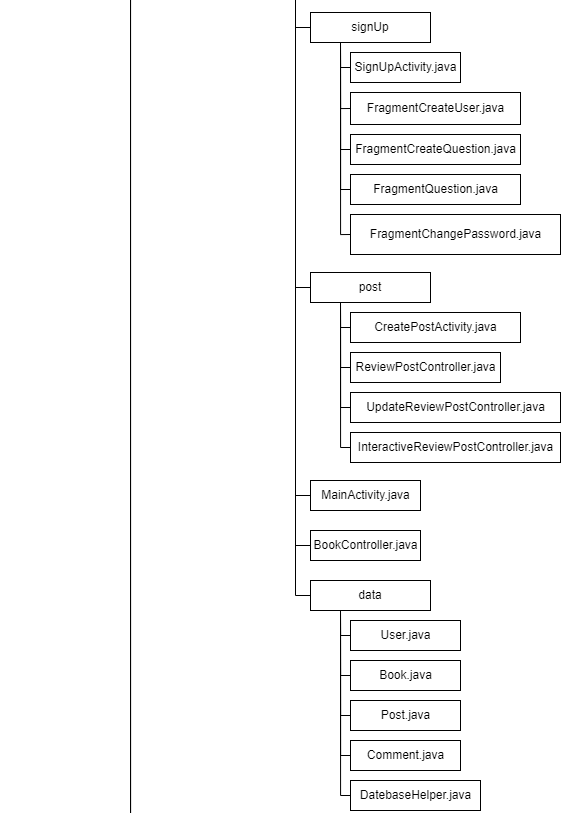 signUp
SignUpActivity.java
FragmentCreateUser.java
FragmentCreateQuestion.java
FragmentQuestion.java
FragmentChangePassword.java
post
CreatePostActivity.java
ReviewPostController.java
UpdateReviewPostController.java
InteractiveReviewPostController.java
MainActivity.java
BookController.java
data
User.java
Book.java
Post.java
Comment.java
DatebaseHelper.java